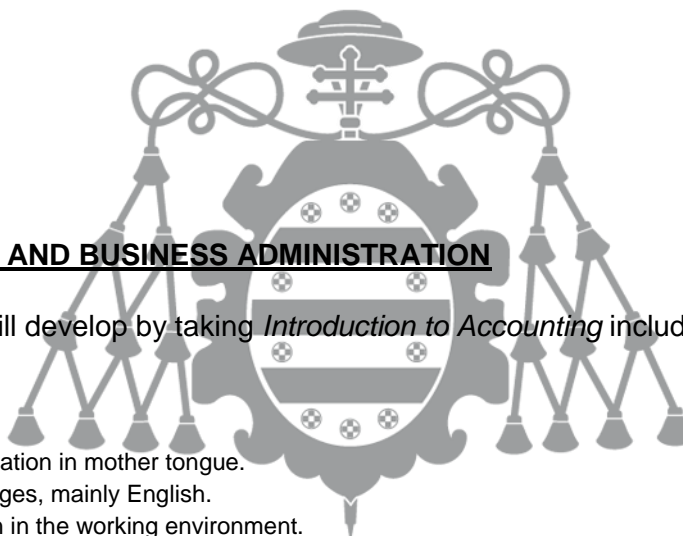 AND BUSINESS ADMINISTRATION
ill develop by taking Introduction to Accounting includ
ation in mother tongue.
ges, mainly English.
n in the working environment.